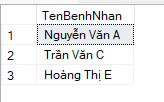 TenBenhNhan
1 Nguyễn Văn A
2 Trần Văn C
3 Hoàng Thị E